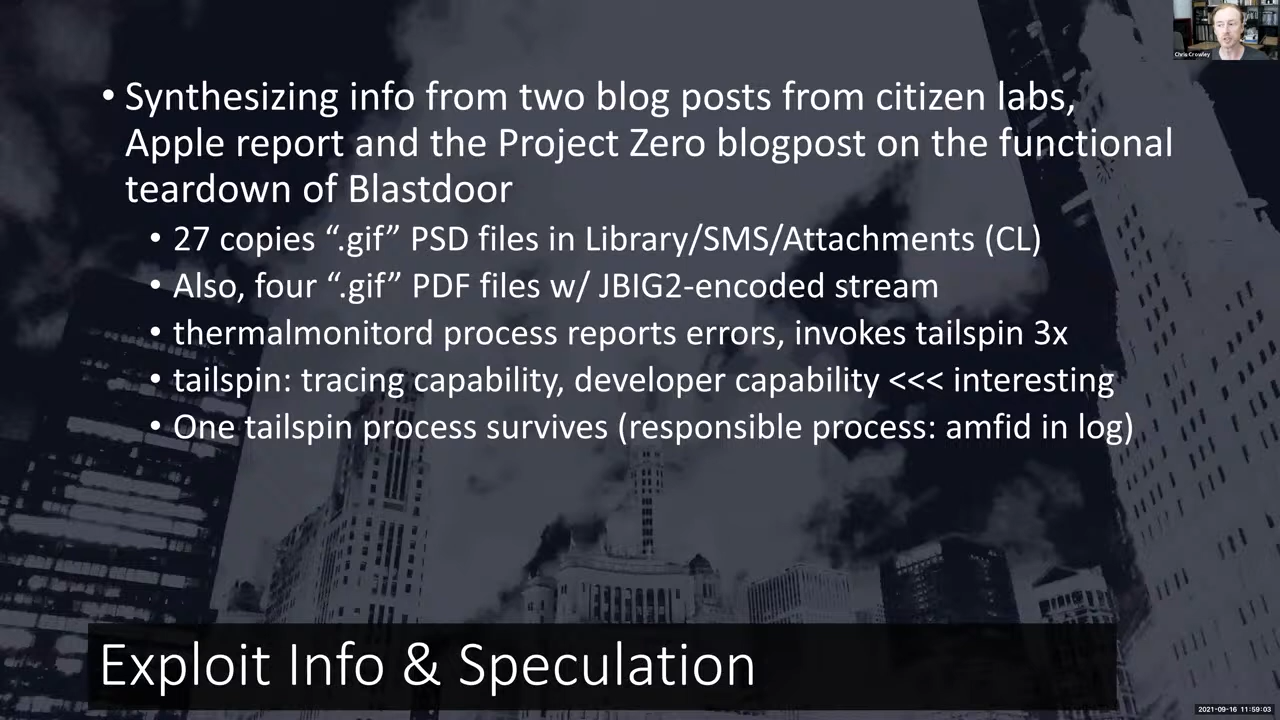 Chris Crowley
• Synthesizing info from two blog posts from citizen labs,
Apple report and the Project Zero blogpost on the functional
teardown of Blastdoor
• 27 copies “.gif” PSD files in Library/SMS/Attachments (CL)
• Also, four “.gif” PDF files w/ JBIG2-encoded stream
• thermalmonitord process reports errors, invokes tailspin 3x
• tailspin: tracing capability, developer capability <<< interesting
• One tailspin process survives (responsible process: amfid in log)
Exploit Info & Speculation
2021-09-16 11:59:03